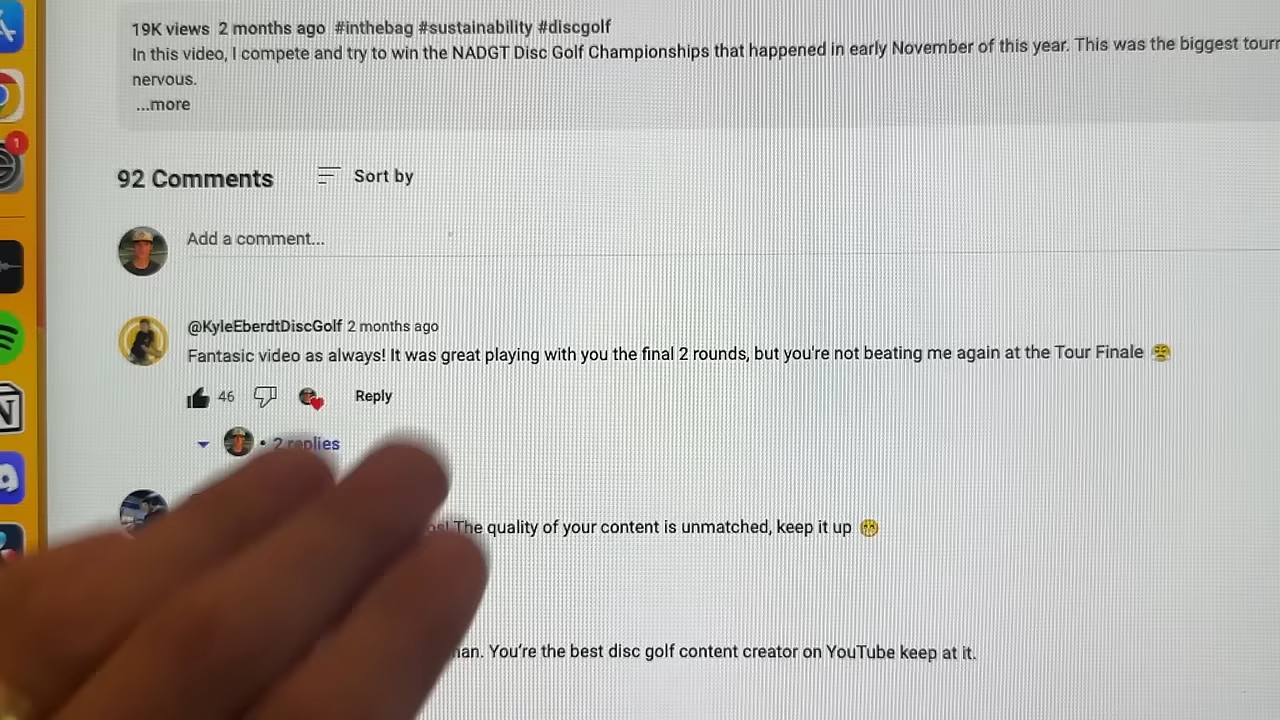 19K views 2 months ago #inthebag #sustainability #discgolf
In this video, I compete and try to win the NADGT Disc Golf Championships that happened in early November of this year. This was the biggest
nervous.
...more
92 Comments Sort by
Add a comment...
@KyleEberdtDiscGolf 2 months ago
Fantasic video as always! It was great playing with you the final 2 rounds, but you're not beating me again at the Tour Finale
46 Reply
• 2 replies
The quality of your content is unmatched, keep it up
You're the best disc golf content creator on YouTube keep at it.
1
N